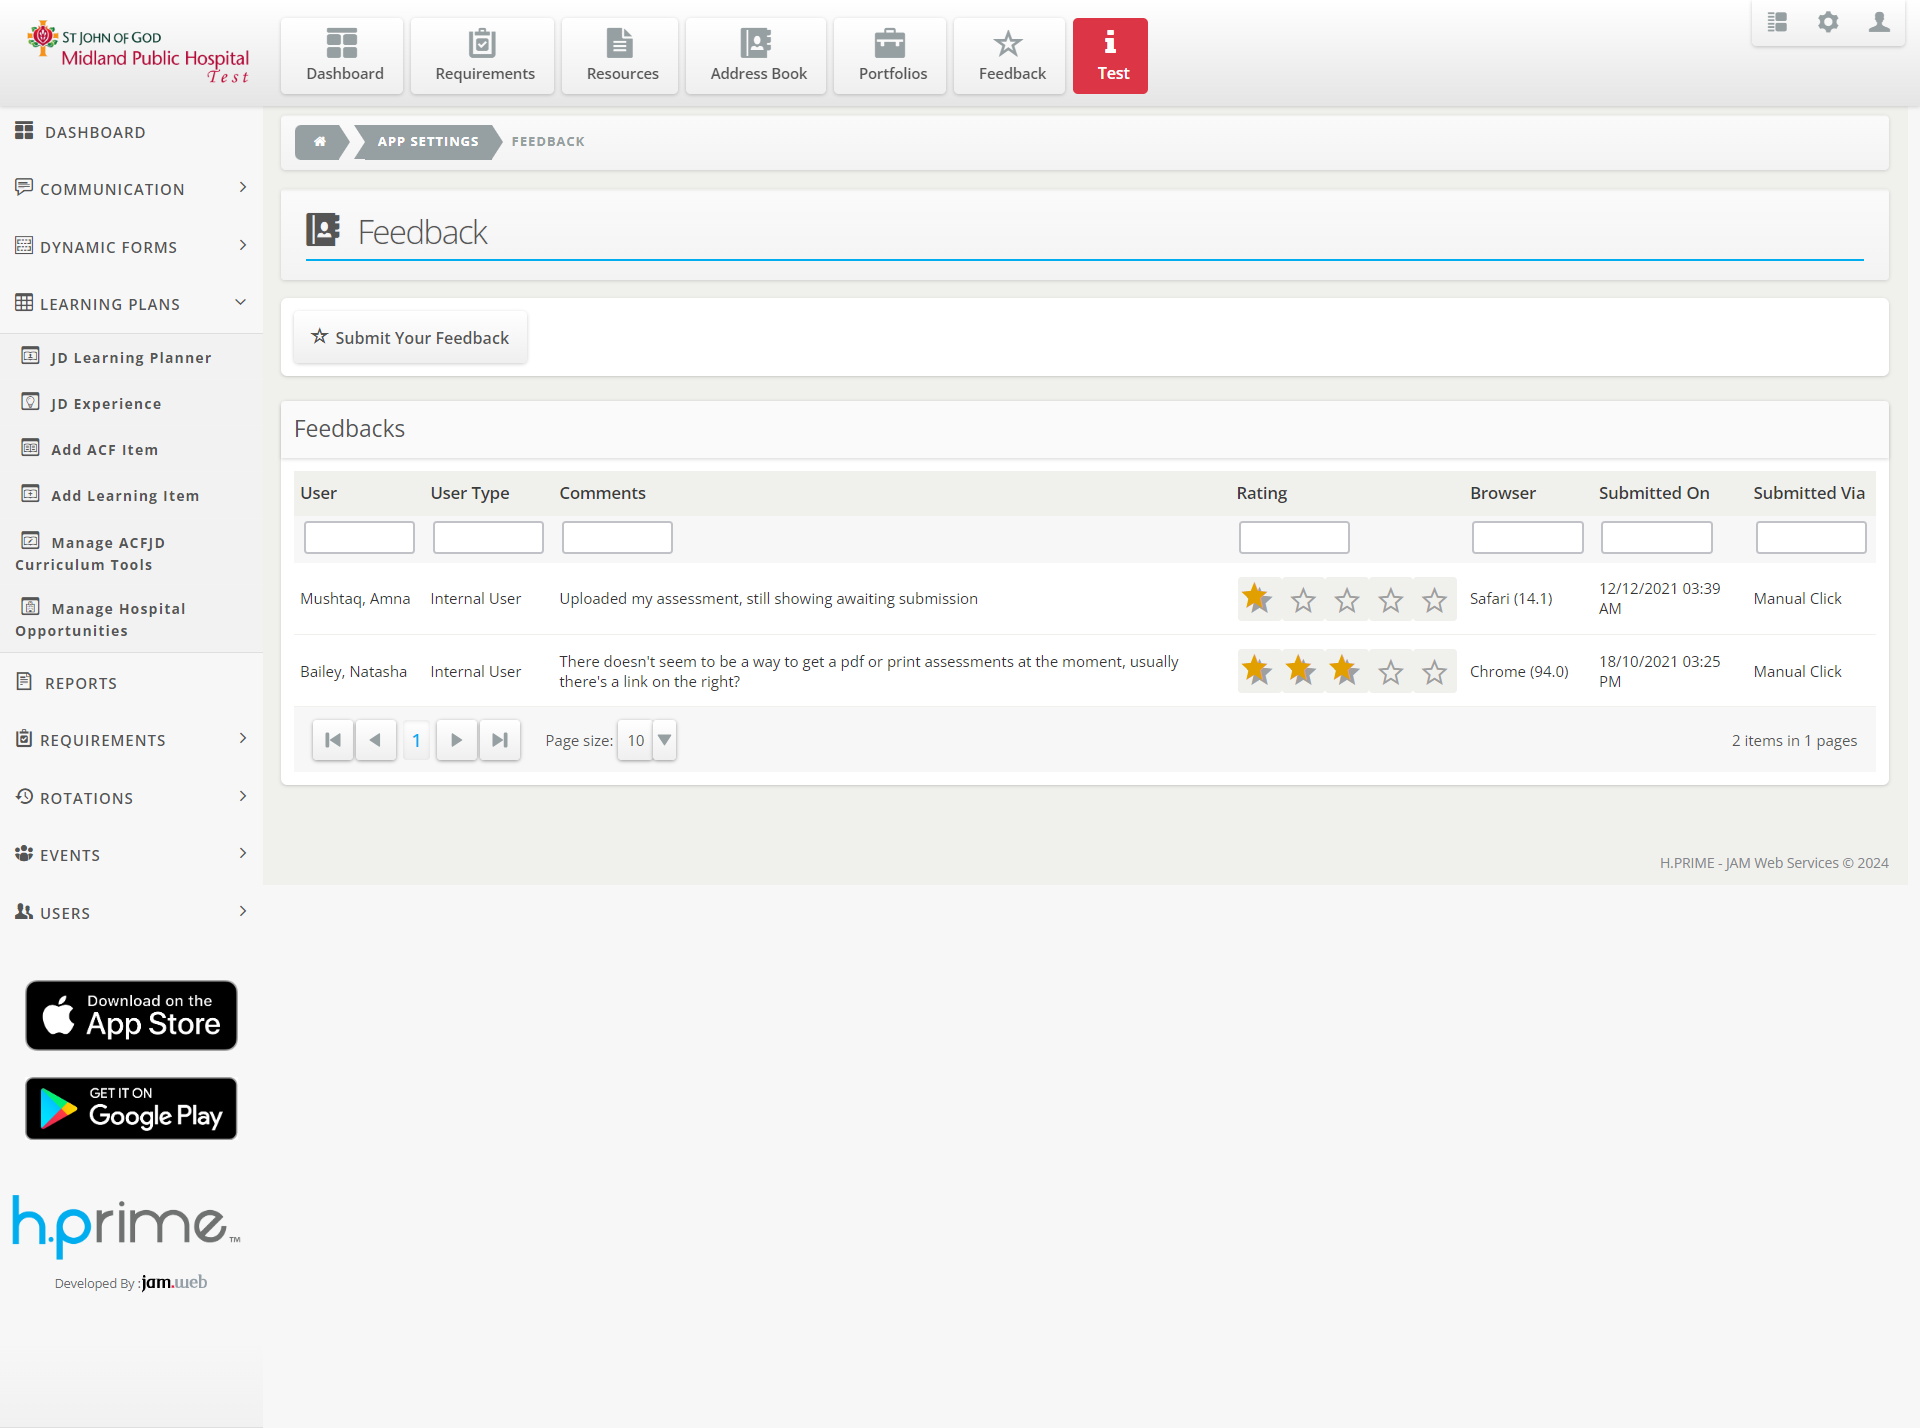 ST JOHN OF GOD
Midland Public Hospital
Test
Dashboard
Requirements
Resources
Address Book
Portfolios
Feedback
Test
DASHBOARD
COMMUNICATION
DYNAMIC FORMS
LEARNING PLANS
JD Learning Planner
JD Experience
Add ACF Item
Add Learning Item
Manage ACFJD
Curriculum Tools
Manage Hospital
Opportunities
REPORTS
REQUIREMENTS
ROTATIONS
EVENTS
USERS
Download on the
App Store
GET IT ON
Google Play
h.prime™
Developed By : jam.web
APP SETTINGS
FEEDBACK
Feedback
Submit Your Feedback
Feedbacks
User User Type Comments Rating Browser Submitted On Submitted Via
Mushtaq, Amna Internal User Uploaded my assessment, still showing awaiting submission Safari (14.1) 12/12/2021 03:39
AM Manual Click
Bailey, Natasha Internal User There doesn't seem to be a way to get a pdf or print assessments at the moment, usually
there's a link on the right? Chrome (94.0) 18/10/2021 03:25
PM Manual Click
1 Page size: 10 2 items in 1 pages
H.PRIME - JAM Web Services © 2024